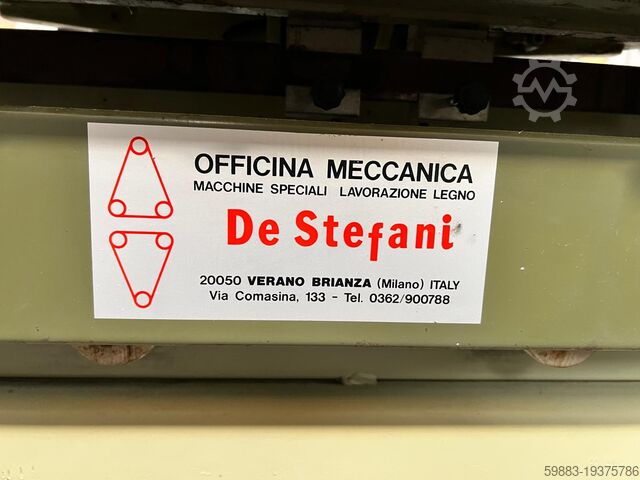 OFFICINA MECCANICA
MACCHINE SPECIALI LAVORAZIONE LEGNO
De Stefani
20050 VERANO BRIANZA (Milano) ITALY
Via Comasina, 133 - Tel. 0362/900788
59883-19375786